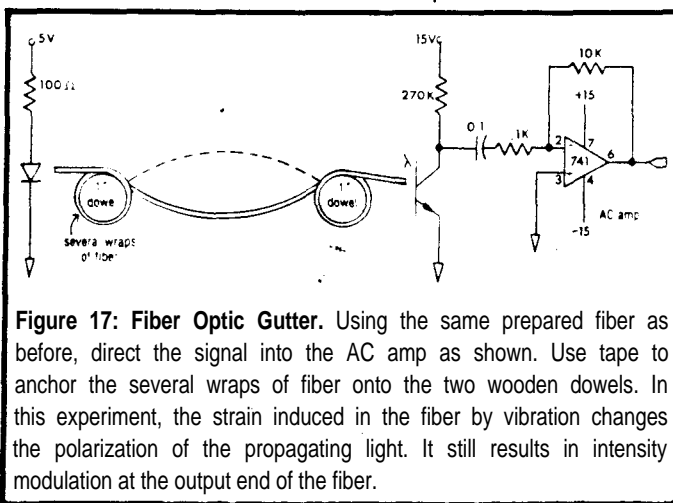 5V
15V
10K
100Ω
270K
+15
0.1
1K
2
7
λ
741
6
3
4
1"
dowel
1"
dowel
AC amp
several wraps
of fiber
-15
Figure 17: Fiber Optic Gutter. Using the same prepared fiber as
before, direct the signal into the AC amp as shown. Use tape to
anchor the several wraps of fiber onto the two wooden dowels. In
this experiment, the strain induced in the fiber by vibration changes
the polarization of the propagating light. It still results in intensity
modulation at the output end of the fiber.